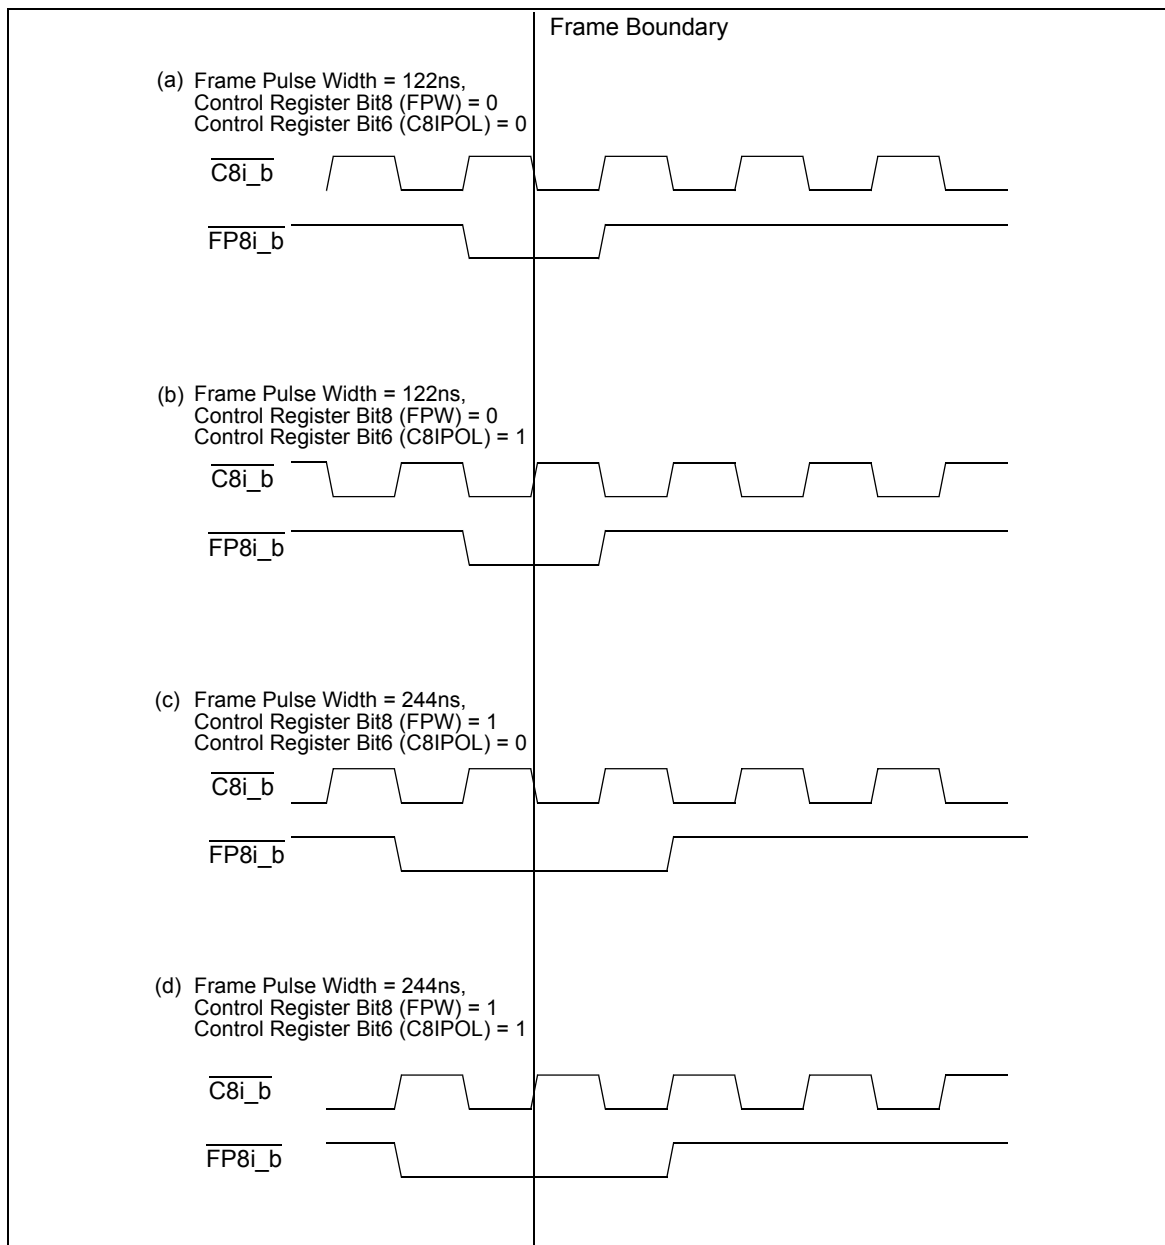 Frame Boundary
(a) Frame Pulse Width = 122ns,
Control Register Bit8 (FPW) = 0
Control Register Bit6 (C8IPOL) = 0
C8i_b
FP8i_b
(b) Frame Pulse Width = 122ns,
Control Register Bit8 (FPW) = 0
Control Register Bit6 (C8IPOL) = 1
C8i_b
FP8i_b
(c) Frame Pulse Width = 244ns,
Control Register Bit8 (FPW) = 1
Control Register Bit6 (C8IPOL) = 0
C8i_b
FP8i_b
(d) Frame Pulse Width = 244ns,
Control Register Bit8 (FPW) = 1
Control Register Bit6 (C8IPOL) = 1
C8i_b
FP8i_b